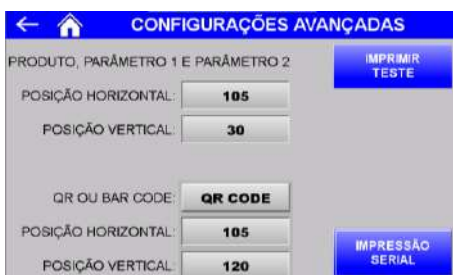 CONFIGURAÇÕES AVANÇADAS
PRODUTO, PARÂMETRO 1 E PARÂMETRO 2
IMPRIMIR
TESTE
POSIÇÃO HORIZONTAL: 105
POSIÇÃO VERTICAL: 30
QR OU BAR CODE: QR CODE
POSIÇÃO HORIZONTAL: 105
POSIÇÃO VERTICAL: 120
IMPRESSÃO
SERIAL